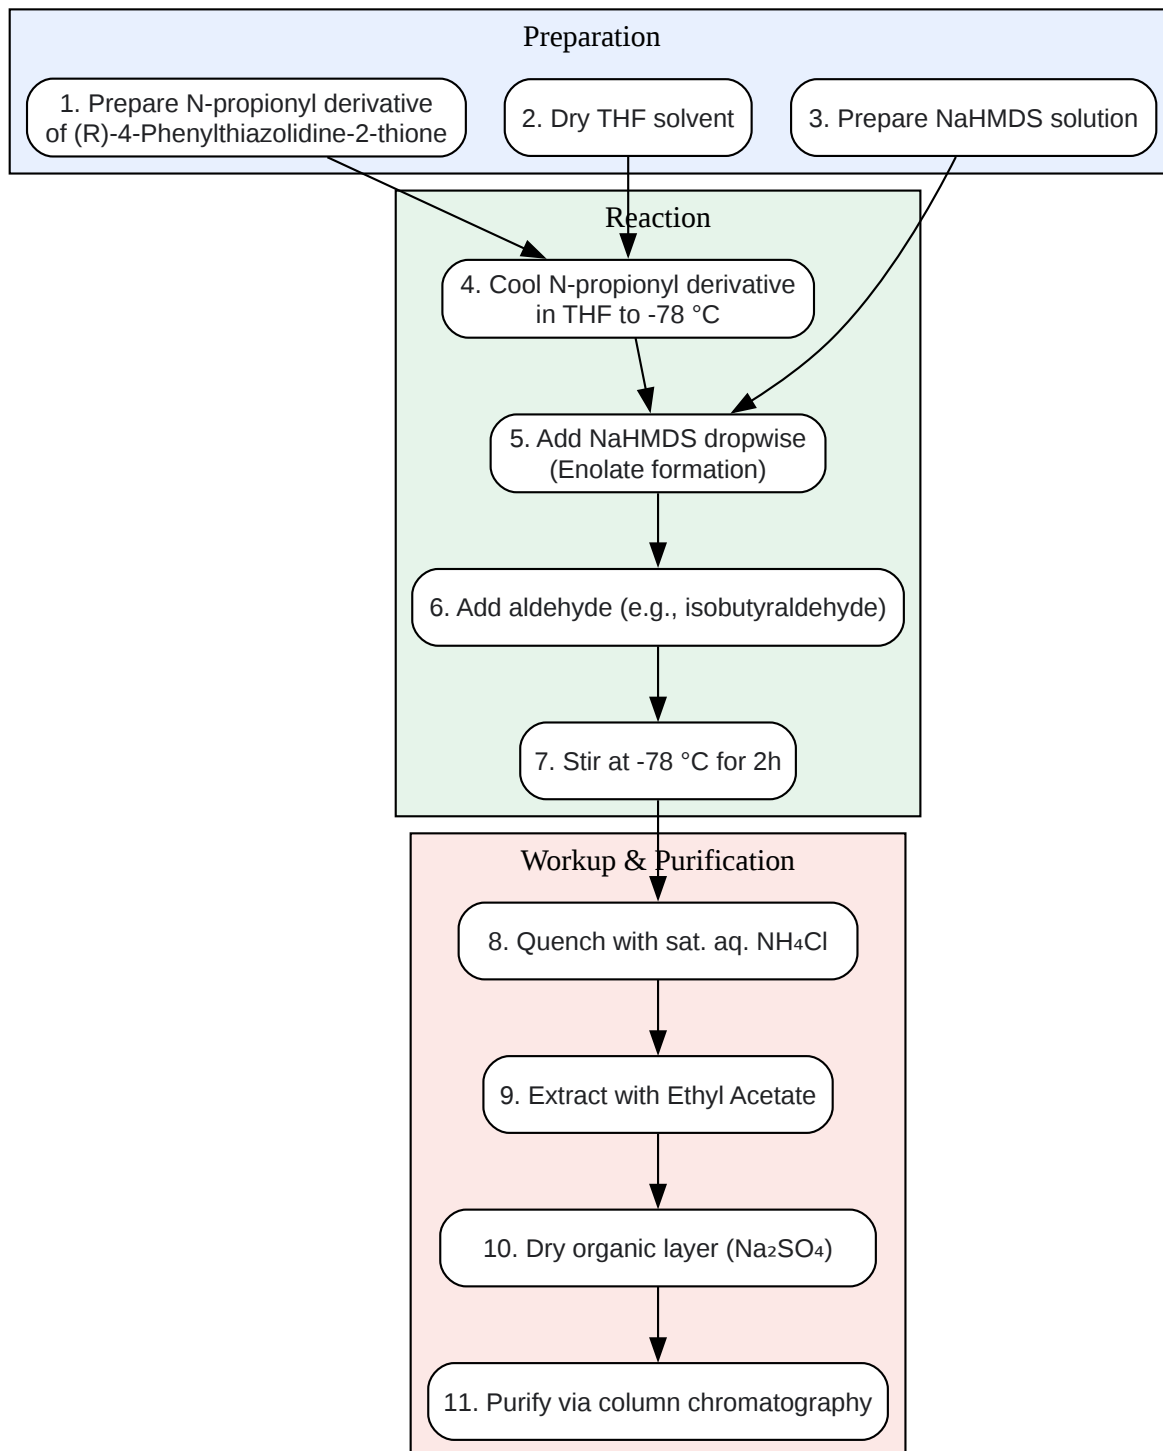 Preparation
1. Prepare N-propionyl derivative
of (R)-4-Phenylthiazolidine-2-thione
2. Dry THF solvent
3. Prepare NaHMDS solution
Reaction
4. Cool N-propionyl derivative
in THF to -78 °C
5. Add NaHMDS dropwise
(Enolate formation)
6. Add aldehyde (e.g., isobutyraldehyde)
7. Stir at -78 °C for 2h
Workup & Purification
8. Quench with sat. aq. NH₄Cl
9. Extract with Ethyl Acetate
10. Dry organic layer (Na₂SO₄)
11. Purify via column chromatography